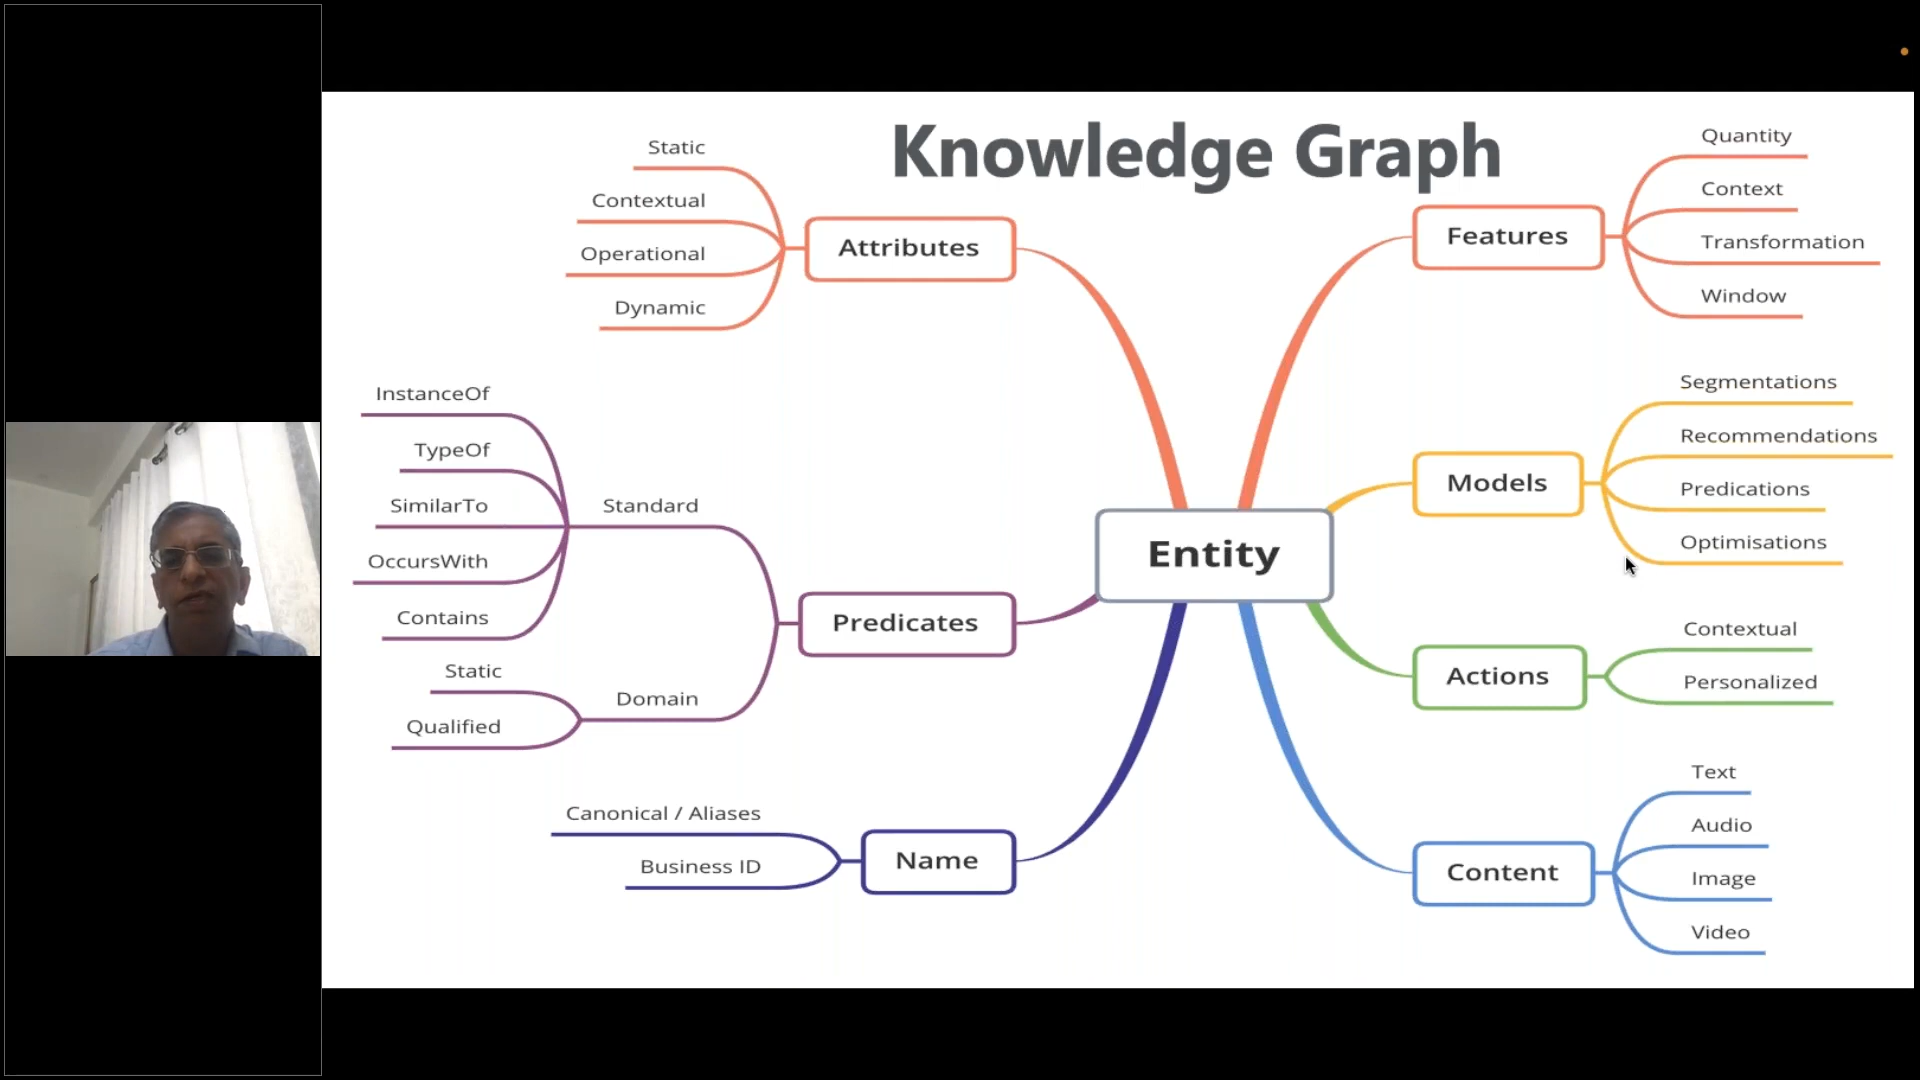 Knowledge Graph
Static
Contextual
Operational
Dynamic
Attributes
InstanceOf
TypeOf
SimilarTo
OccursWith
Contains
Standard
Static
Qualified
Domain
Predicates
Canonical / Aliases
Business ID
Name
Entity
Features
Quantity
Context
Transformation
Window
Models
Segmentations
Recommendations
Predications
Optimisations
Actions
Contextual
Personalized
Content
Text
Audio
Image
Video